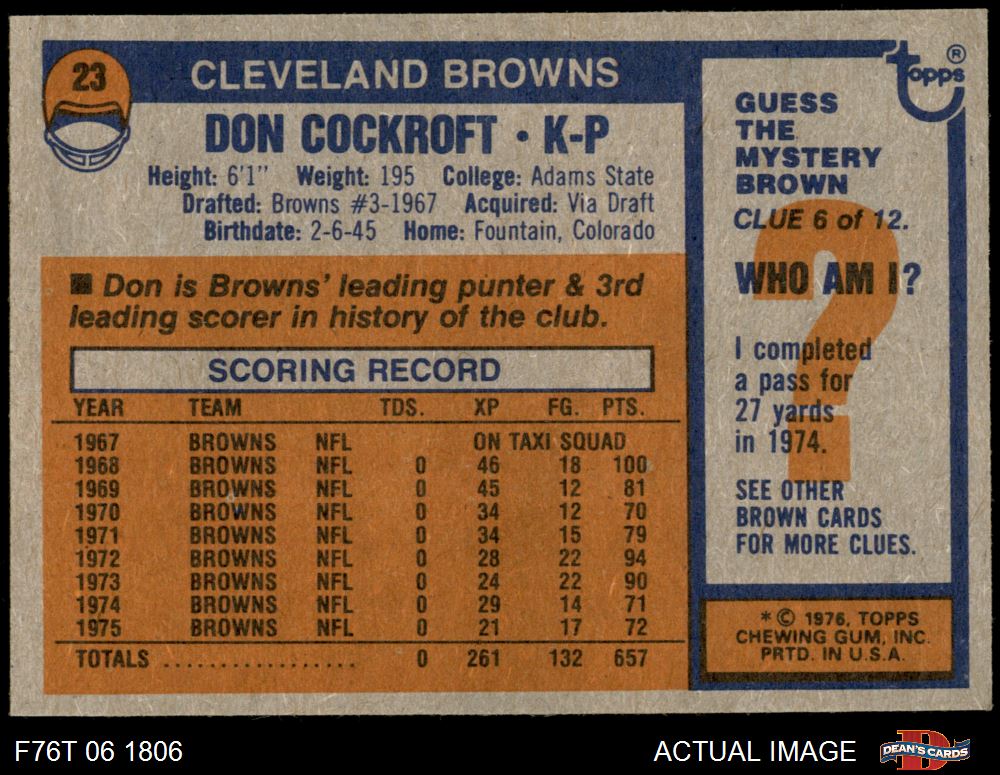 23
CLEVELAND BROWNS
DON COCKROFT • K-P
Height: 6'1" Weight: 195 College: Adams State
Drafted: Browns #3-1967 Acquired: Via Draft
Birthdate: 2-6-45 Home: Fountain, Colorado
■ Don is Browns' leading punter & 3rd
leading scorer in history of the club.
SCORING RECORD
YEAR TEAM TDS. XP FG. PTS.
1967 BROWNS NFL ON TAXI SQUAD
1968 BROWNS NFL 0 46 18 100
1969 BROWNS NFL 0 45 12 81
1970 BROWNS NFL 0 34 12 70
1971 BROWNS NFL 0 34 15 79
1972 BROWNS NFL 0 28 22 94
1973 BROWNS NFL 0 24 22 90
1974 BROWNS NFL 0 29 14 71
1975 BROWNS NFL 0 21 17 72
TOTALS .................. 0 261 132 657
Topps ®
GUESS
THE
MYSTERY
BROWN
CLUE 6 of 12.
?
WHO AM I?
I completed
a pass for
27 yards
in 1974.
SEE OTHER
BROWN CARDS
FOR MORE CLUES.
* © 1976, TOPPS
CHEWING GUM, INC.
PRTD. IN U.S.A.
F76T 06 1806
ACTUAL IMAGE
DEAN'S CARDS